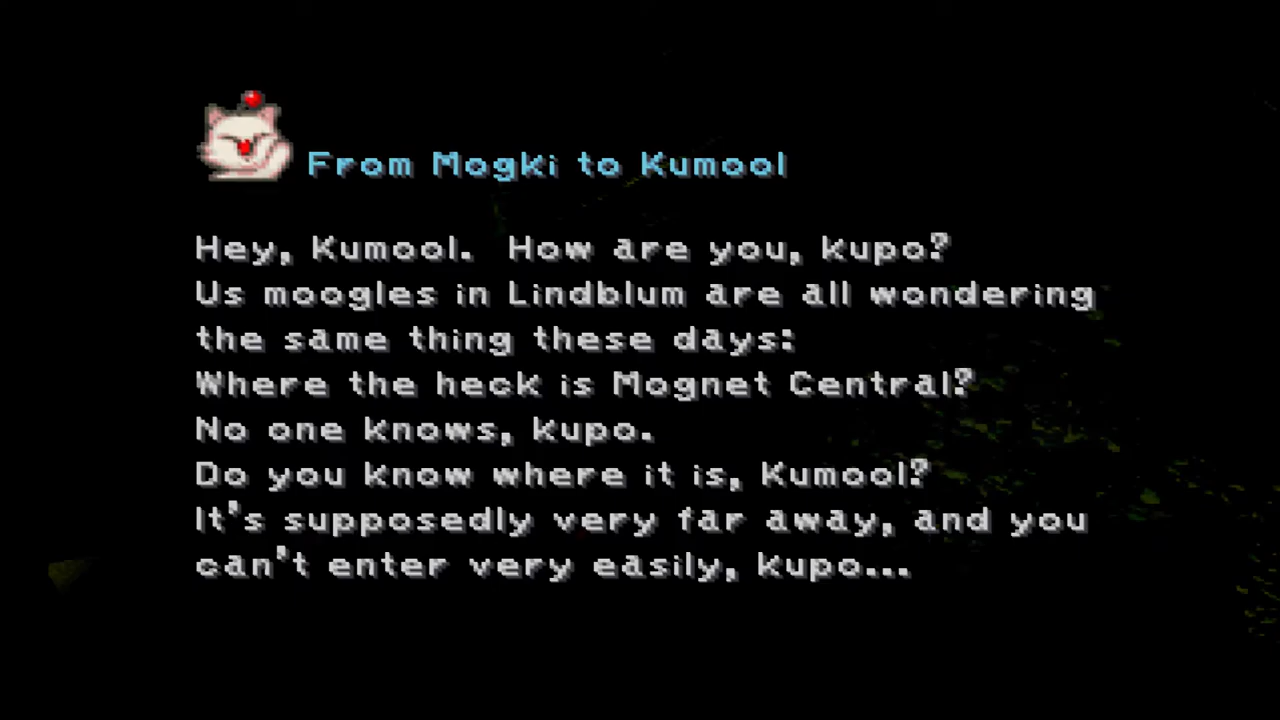 From Mogki to Kumool
Hey, Kumool.  How are you, kupo?
Us moogles in Lindblum are all wondering
the same thing these days:
Where the heck is Mognet Central?
No one knows, kupo.
Do you know where it is, Kumool?
It's supposedly very far away, and you
can't enter very easily, kupo...